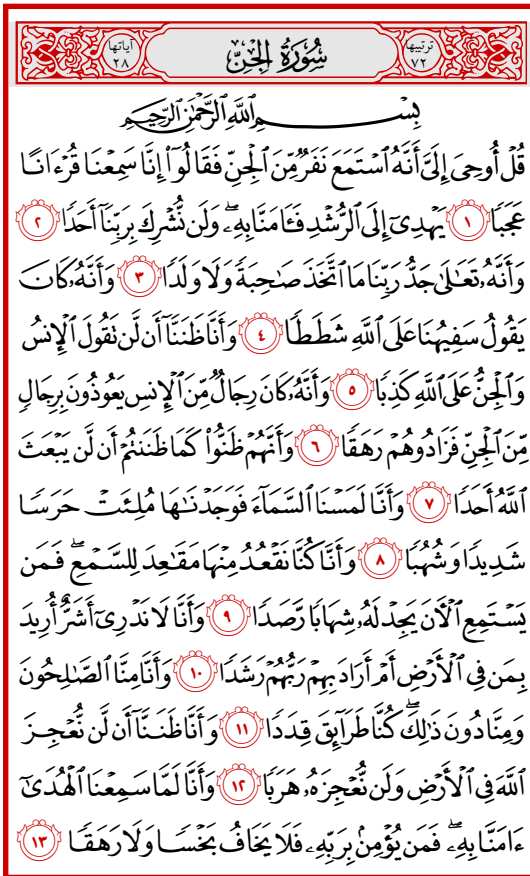 ترتيبها ٧٢ سُورَةُ الجِنّ آياتها ٢٨
بِسْمِ ٱللَّهِ ٱلرَّحْمَٰنِ ٱلرَّحِيمِ
قُلْ أُوحِىَ إِلَىَّ أَنَّهُ ٱسْتَمَعَ نَفَرٌ مِّنَ ٱلْجِنِّ فَقَالُوٓا۟ إِنَّا سَمِعْنَا قُرْءَانًا
عَجَبًا ١ يَهْدِىٓ إِلَى ٱلرُّشْدِ فَـَٔامَنَّا بِهِۦ ۖ وَلَن نُّشْرِكَ بِرَبِّنَآ أَحَدًا ٢
وَأَنَّهُۥ تَعَٰلَىٰ جَدُّ رَبِّنَا مَا ٱتَّخَذَ صَٰحِبَةً وَلَا وَلَدًا ٣ وَأَنَّهُۥ كَانَ
يَقُولُ سَفِيهُنَا عَلَى ٱللَّهِ شَطَطًا ٤ وَأَنَّا ظَنَنَّآ أَن لَّن تَقُولَ ٱلْإِنسُ
وَٱلْجِنُّ عَلَى ٱللَّهِ كَذِبًا ٥ وَأَنَّهُۥ كَانَ رِجَالٌ مِّنَ ٱلْإِنسِ يَعُوذُونَ بِرِجَالٍ
مِّنَ ٱلْجِنِّ فَزَادُوهُمْ رَهَقًا ٦ وَأَنَّهُمْ ظَنُّوا۟ كَمَا ظَنَنتُمْ أَن لَّن يَبْعَثَ
ٱللَّهُ أَحَدًا ٧ وَأَنَّا لَمَسْنَا ٱلسَّمَآءَ فَوَجَدْنَٰهَا مُلِئَتْ حَرَسًا
شَدِيدًا وَشُهُبًا ٨ وَأَنَّا كُنَّا نَقْعُدُ مِنْهَا مَقَٰعِدَ لِلسَّمْعِ ۖ فَمَن
يَسْتَمِعِ ٱلْـَٔانَ يَجِدْ لَهُۥ شِهَابًا رَّصَدًا ٩ وَأَنَّا لَا نَدْرِىٓ أَشَرٌّ أُرِيدَ
بِمَن فِى ٱلْأَرْضِ أَمْ أَرَادَ بِهِمْ رَبُّهُمْ رَشَدًا ١٠ وَأَنَّا مِنَّا ٱلصَّٰلِحُونَ
وَمِنَّا دُونَ ذَٰلِكَ ۖ كُنَّا طَرَآئِقَ قِدَدًا ١١ وَأَنَّا ظَنَنَّآ أَن لَّن نُّعْجِزَ
ٱللَّهَ فِى ٱلْأَرْضِ وَلَن نُّعْجِزَهُۥ هَرَبًا ١٢ وَأَنَّا لَمَّا سَمِعْنَا ٱلْهُدَىٰٓ
ءَامَنَّا بِهِۦ ۖ فَمَن يُؤْمِنۢ بِرَبِّهِۦ فَلَا يَخَافُ بَخْسًا وَلَا رَهَقًا ١٣